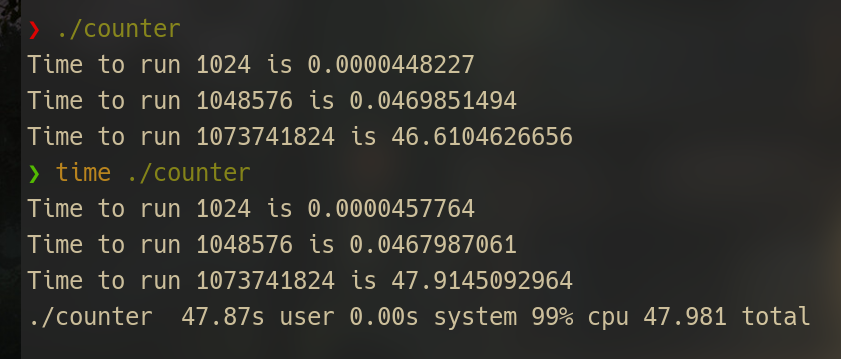 ❯ ./counter
Time to run 1024 is 0.0000448227
Time to run 1048576 is 0.0469851494
Time to run 1073741824 is 46.6104626656
❯ time ./counter
Time to run 1024 is 0.0000457764
Time to run 1048576 is 0.0467987061
Time to run 1073741824 is 47.9145092964
./counter  47.87s user 0.00s system 99% cpu 47.981 total